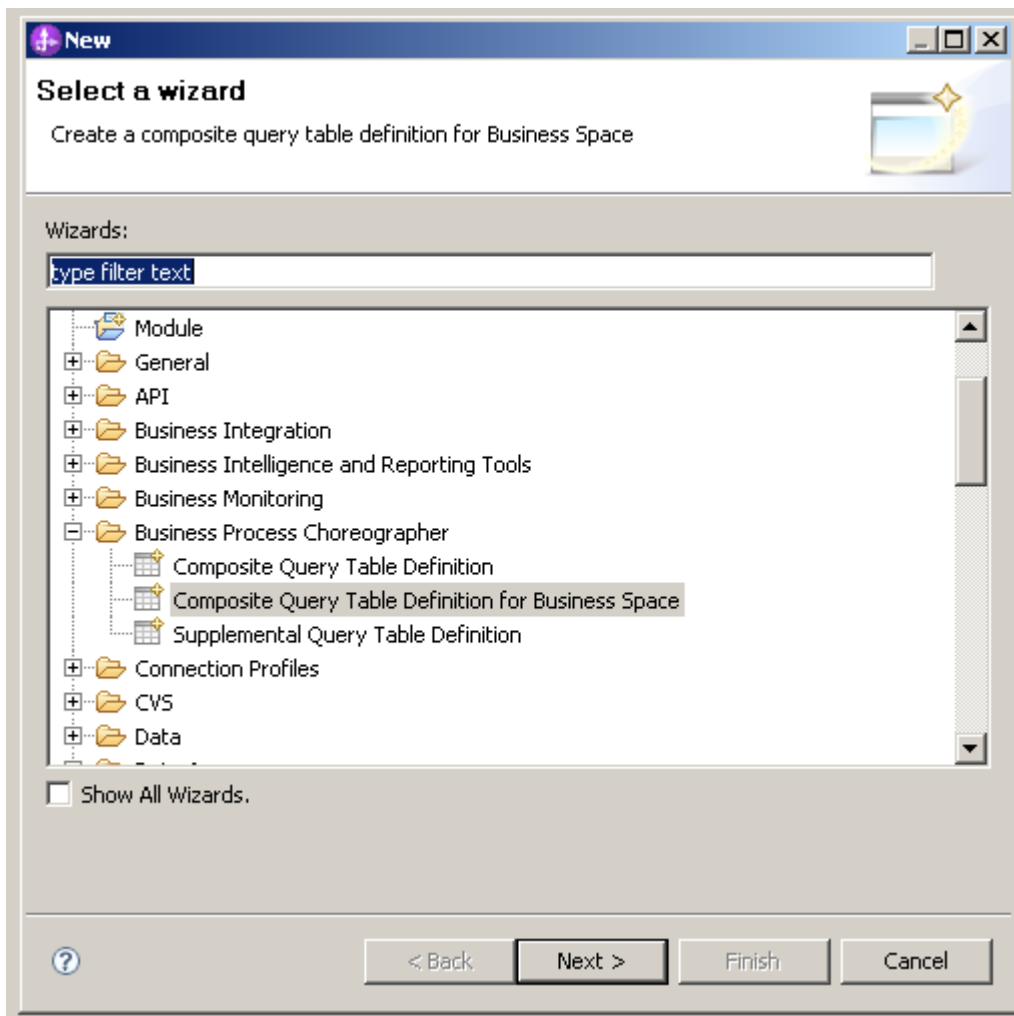 New
Select a wizard
Create a composite query table definition for Business Space
Wizards:
type filter text
Module
General
API
Business Integration
Business Intelligence and Reporting Tools
Business Monitoring
Business Process Choreographer
Composite Query Table Definition
Composite Query Table Definition for Business Space
Supplemental Query Table Definition
Connection Profiles
CVS
Data
Show All Wizards.
< Back Next > Finish Cancel